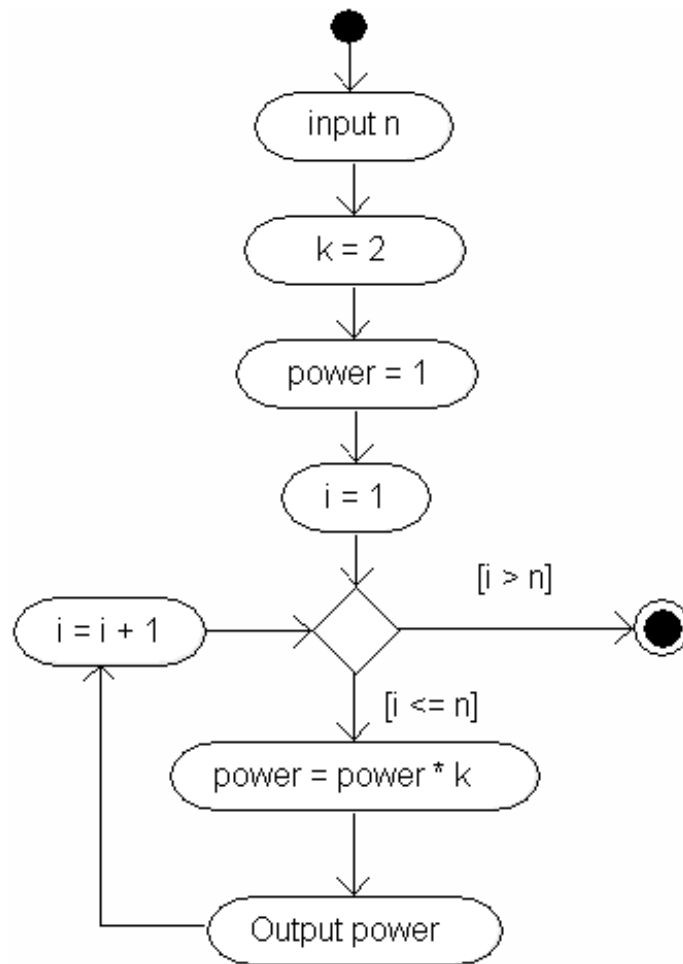 input n
k = 2
power = 1
i = 1
[i > n]
i = i + 1
[i <= n]
power = power * k
Output power